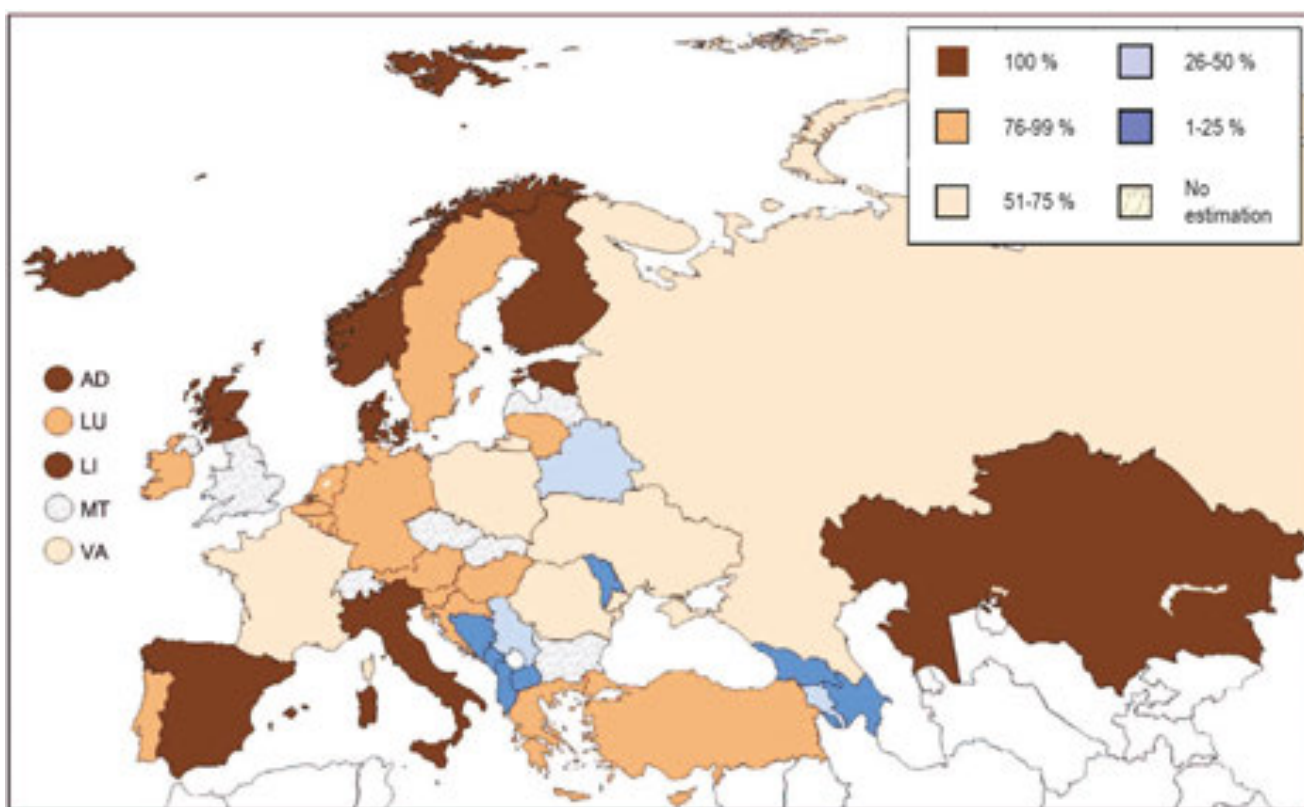 100 %
26-50 %
76-99 %
1-25 %
51-75 %
No
estimation
AD
LU
LI
MT
VA